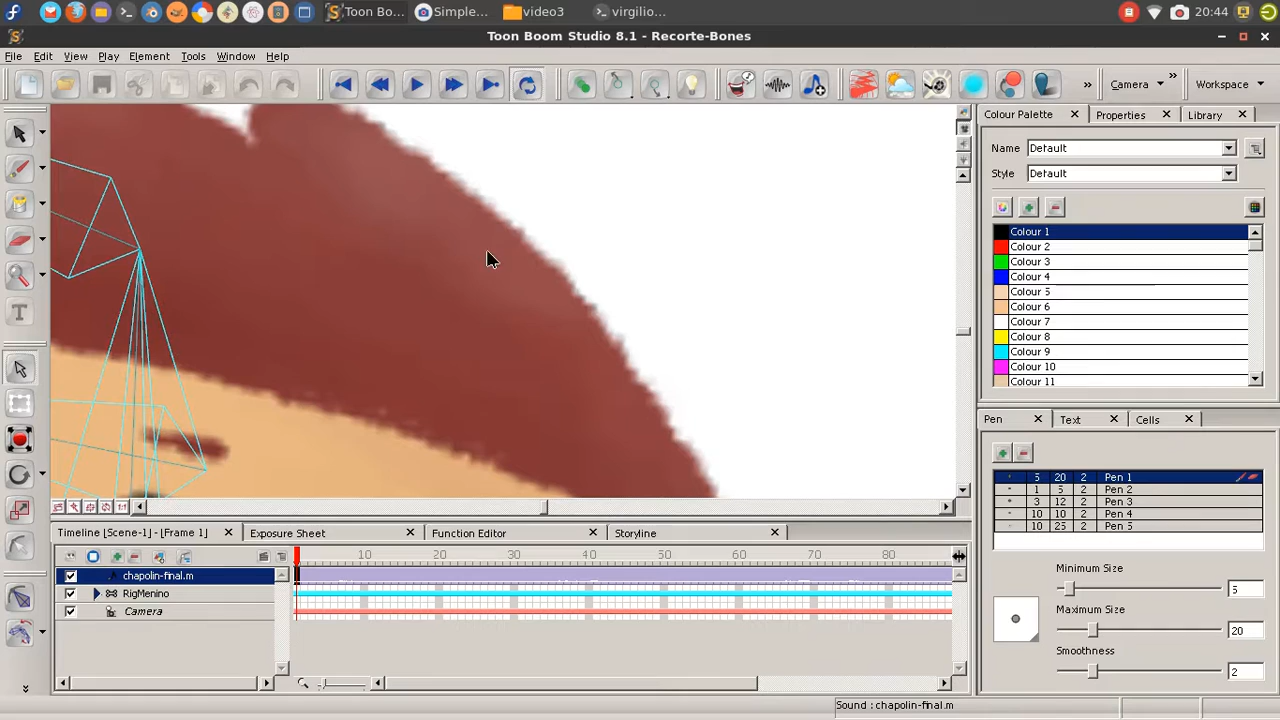 Toon Bo... Simple... video3 virgilio... 20:44
Toon Boom Studio 8.1 - Recorte-Bones
File Edit View Play Element Tools Window Help
Camera » Workspace
Colour Palette Properties Library
Name Default
Style Default
Colour 1
Colour 2
Colour 3
Colour 4
Colour 5
Colour 6
Colour 7
Colour 8
Colour 9
Colour 10
Colour 11
Pen Text Cells
5 20 2 Pen 1
1 5 2 Pen 2
3 12 2 Pen 3
10 10 2 Pen 4
10 25 2 Pen 5
Minimum Size
5
Maximum Size
20
Smoothness
2
Timeline [Scene-1] - [Frame 1] Exposure Sheet Function Editor Storyline
10 20 30 40 50 60 70 80
chapolin-final.m
RigMenino
Camera
Sound : chapolin-final.m